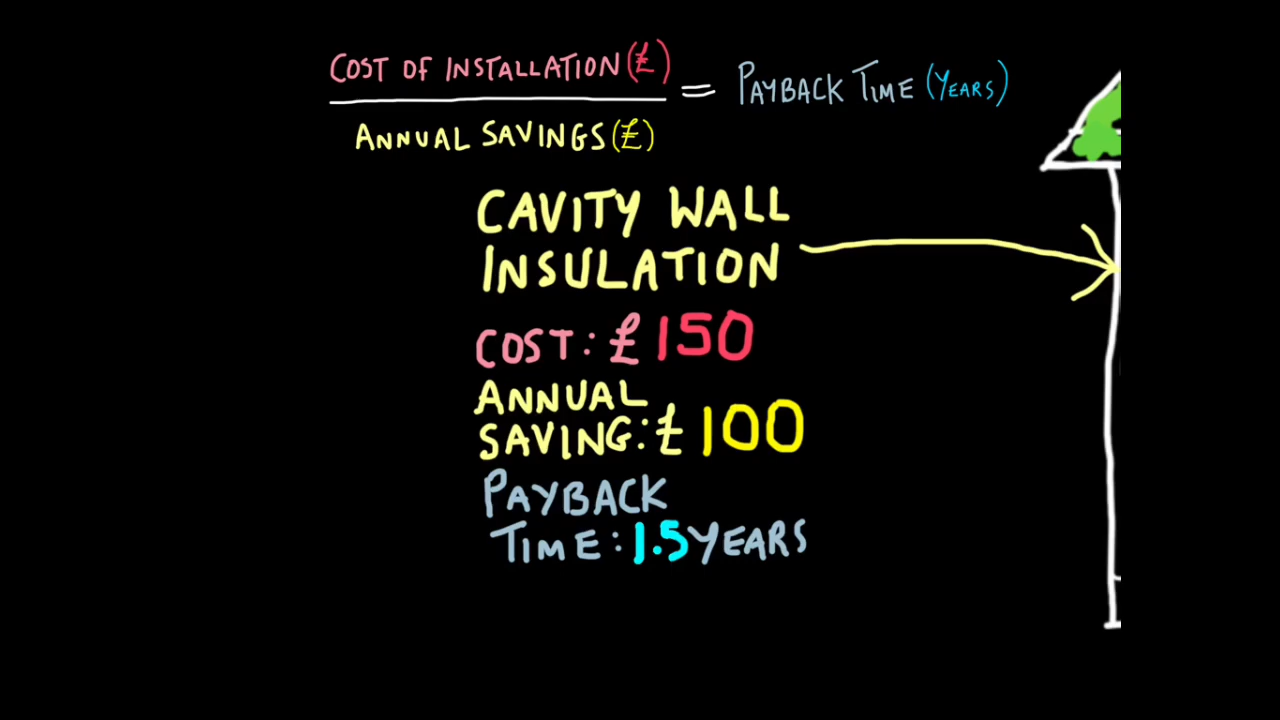 COST OF INSTALLATION (£)
ANNUAL SAVINGS (£)
= PAYBACK TIME (YEARS)
CAVITY WALL
INSULATION
COST: £150
ANNUAL
SAVING: £100
PAYBACK
TIME: 1.5 YEARS